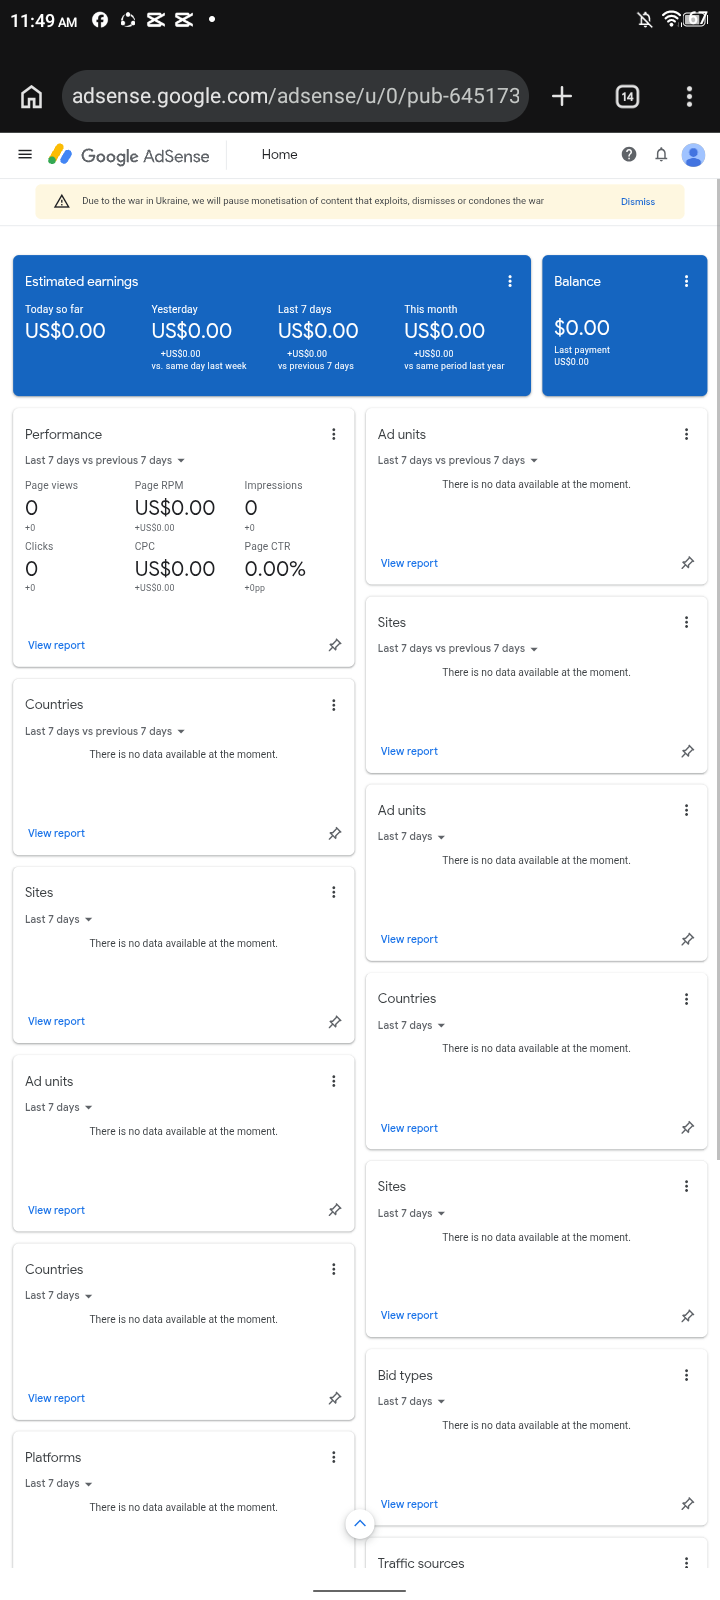 11:49 AM
67
adsense.google.com/adsense/u/0/pub-645173
14
Google AdSense
Home
Due to the war in Ukraine, we will pause monetisation of content that exploits, dismisses or condones the war
Dismiss
Estimated earnings
Today so far
Yesterday
Last 7 days
This month
US$0.00
US$0.00
US$0.00
US$0.00
+US$0.00
+US$0.00
+US$0.00
vs. same day last week
vs previous 7 days
vs same period last year
Balance
$0.00
Last payment
US$0.00
Performance
Last 7 days vs previous 7 days
Page views
Page RPM
Impressions
0
US$0.00
0
+0
+US$0.00
+0
Clicks
CPC
Page CTR
0
US$0.00
0.00%
+0
+US$0.00
+0pp
View report
Countries
Last 7 days vs previous 7 days
There is no data available at the moment.
View report
Sites
Last 7 days
There is no data available at the moment.
View report
Ad units
Last 7 days
There is no data available at the moment.
View report
Countries
Last 7 days
There is no data available at the moment.
View report
Platforms
Last 7 days
There is no data available at the moment.
Ad units
Last 7 days vs previous 7 days
There is no data available at the moment.
View report
Sites
Last 7 days vs previous 7 days
There is no data available at the moment.
View report
Ad units
Last 7 days
There is no data available at the moment.
View report
Countries
Last 7 days
There is no data available at the moment.
View report
Sites
Last 7 days
There is no data available at the moment.
View report
Bid types
Last 7 days
There is no data available at the moment.
View report
Traffic sources